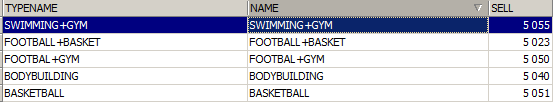 TYPENAME NAME SELL
SWIMMING+GYM SWIMMING+GYM 5 055
FOOTBALL+BASKET FOOTBALL+BASKET 5 023
FOOTBAL+GYM FOOTBAL+GYM 5 050
BODYBUILDING BODYBUILDING 5 040
BASKETBALL BASKETBALL 5 051